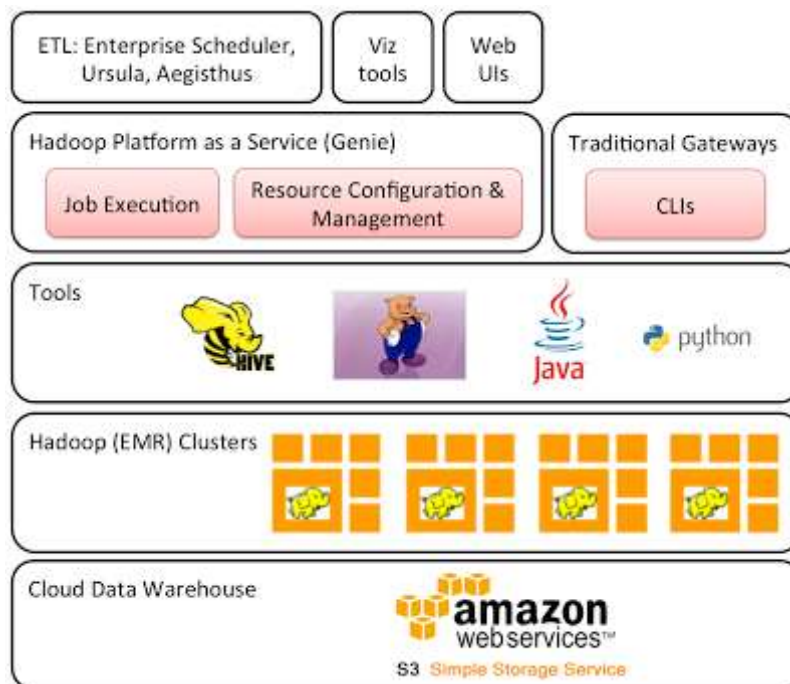 ETL: Enterprise Scheduler,
Ursula, Aegisthus
Viz
tools
Web
UIs
Hadoop Platform as a Service (Genie)
Job Execution
Resource Configuration &
Management
Traditional Gateways
CLIs
Tools
HIVE
Java
python
Hadoop (EMR) Clusters
Cloud Data Warehouse
amazon
webservices™
S3 Simple Storage Service